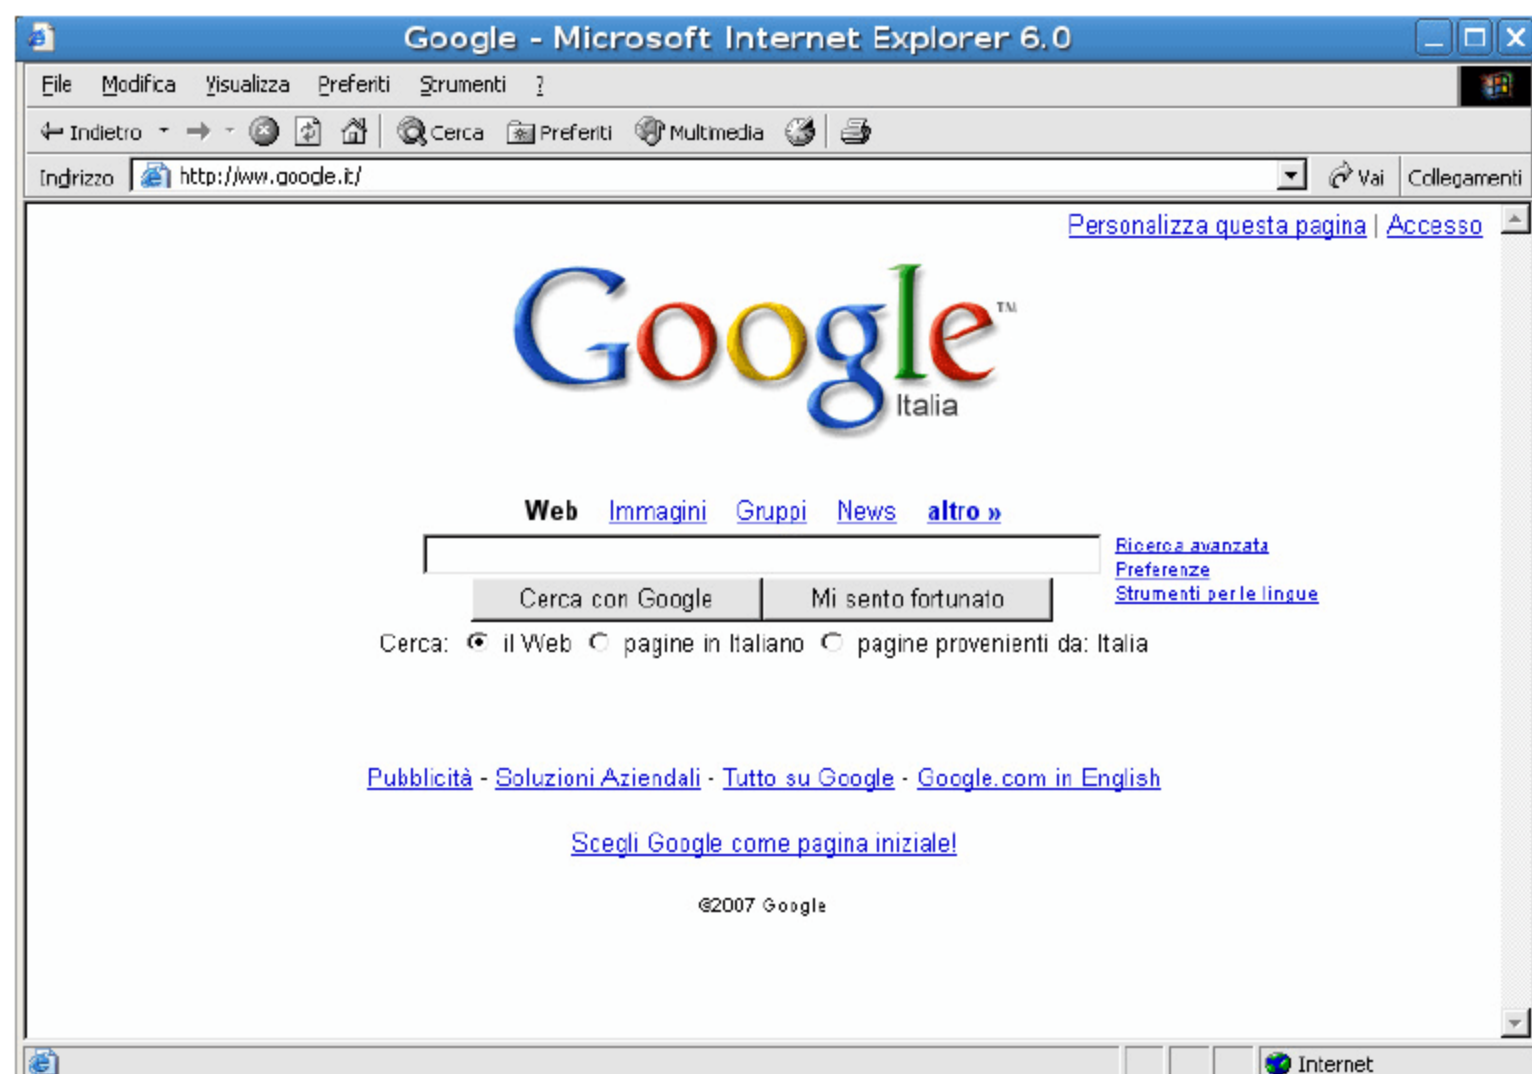 Google - Microsoft Internet Explorer 6.0
File Modifica Visualizza Preferiti Strumenti ?
Indietro Cerca Preferiti Multimedia
Indirizzo http://www.google.it/ Vai Collegamenti
Personalizza questa pagina | Accesso
Google™
Italia
Web Immagini Gruppi News altro »
Ricerca avanzata
Preferenze
Strumenti per le lingue
Cerca con Google Mi sento fortunato
Cerca: il Web pagine in Italiano pagine provenienti da: Italia
Pubblicità - Soluzioni Aziendali - Tutto su Google - Google.com in English
Scegli Google come pagina iniziale!
©2007 Google
Internet